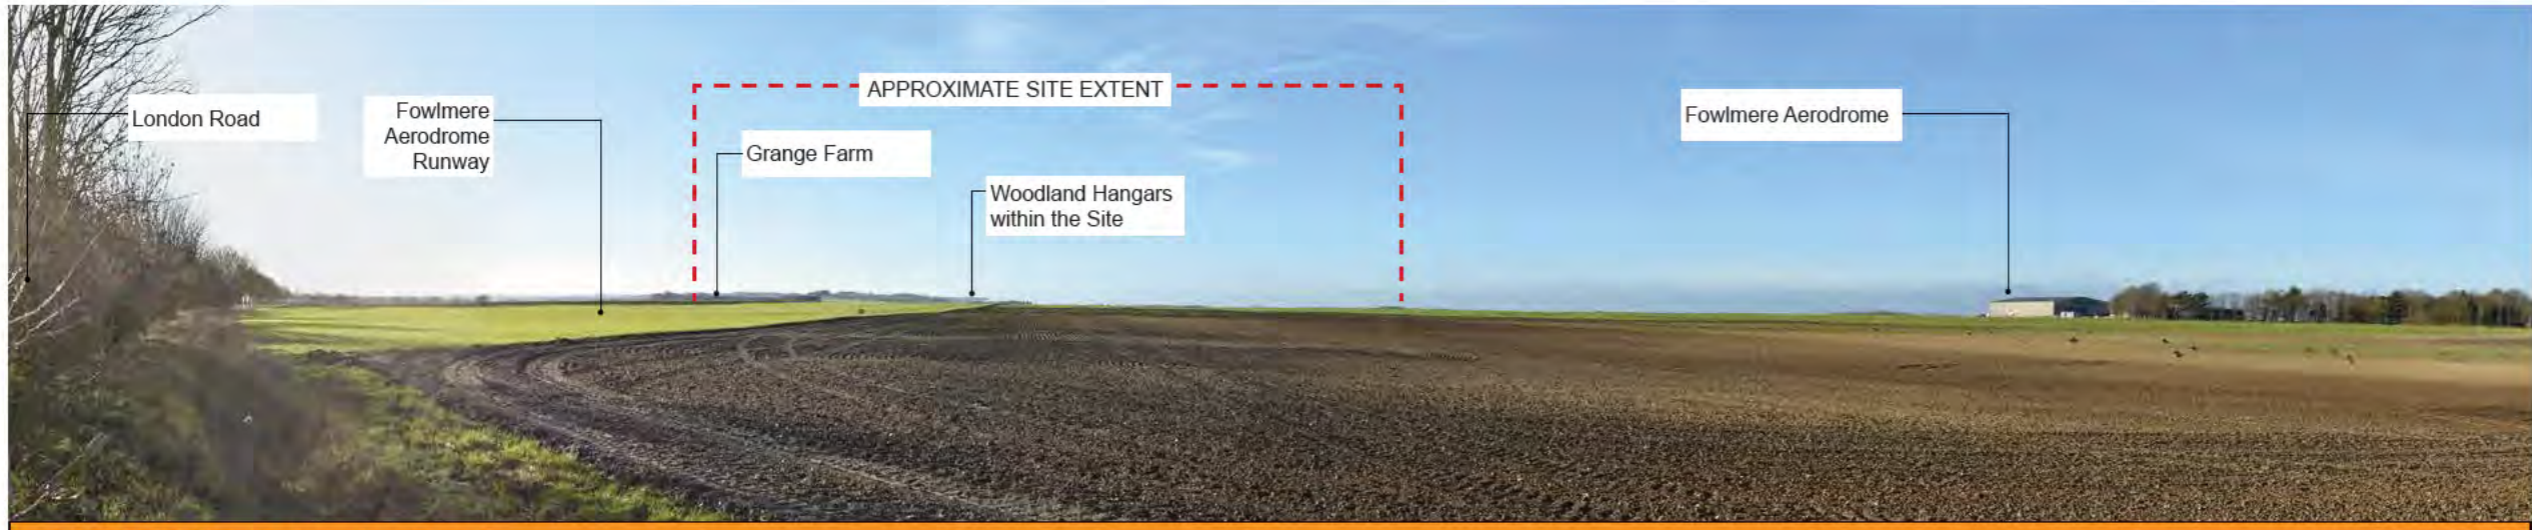 London Road
Fowlmere
Aerodrome
Runway
APPROXIMATE SITE EXTENT
Grange Farm
Woodland Hangars
within the Site
Fowlmere Aerodrome